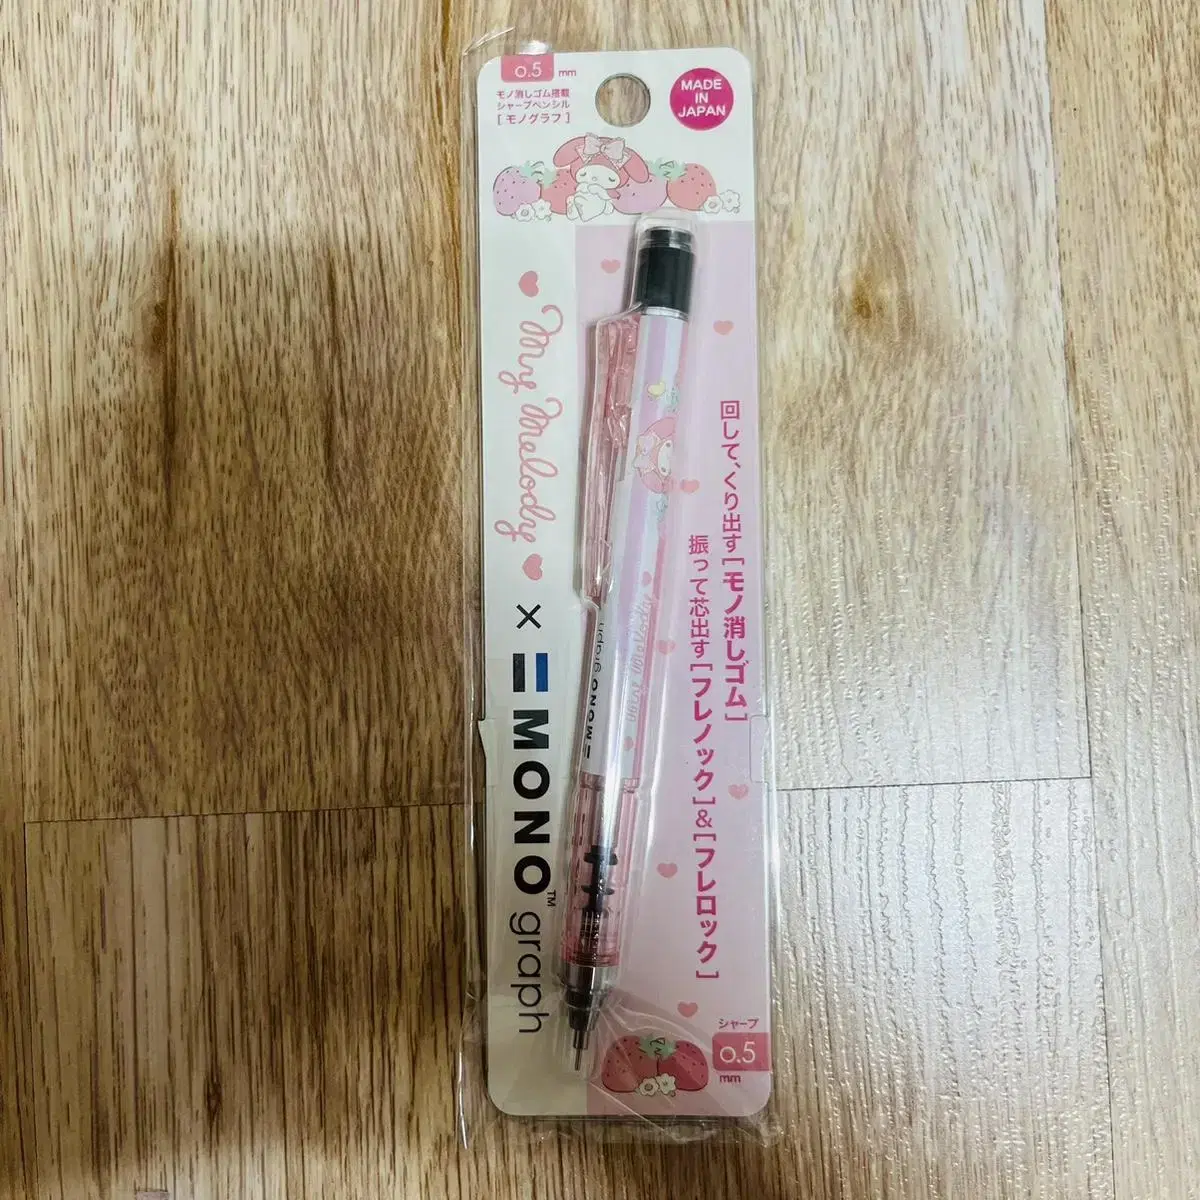 0.5 mm
モノ消しゴム搭載
シャープペンシル
[ モノグラフ ]
MADE
IN
JAPAN
My Melody
× MONO™ graph
回して、くり出す[モノ消しゴム]
振って芯出す[フレノック]&[フレロック]
MONO graph
シャープ
0.5
mm